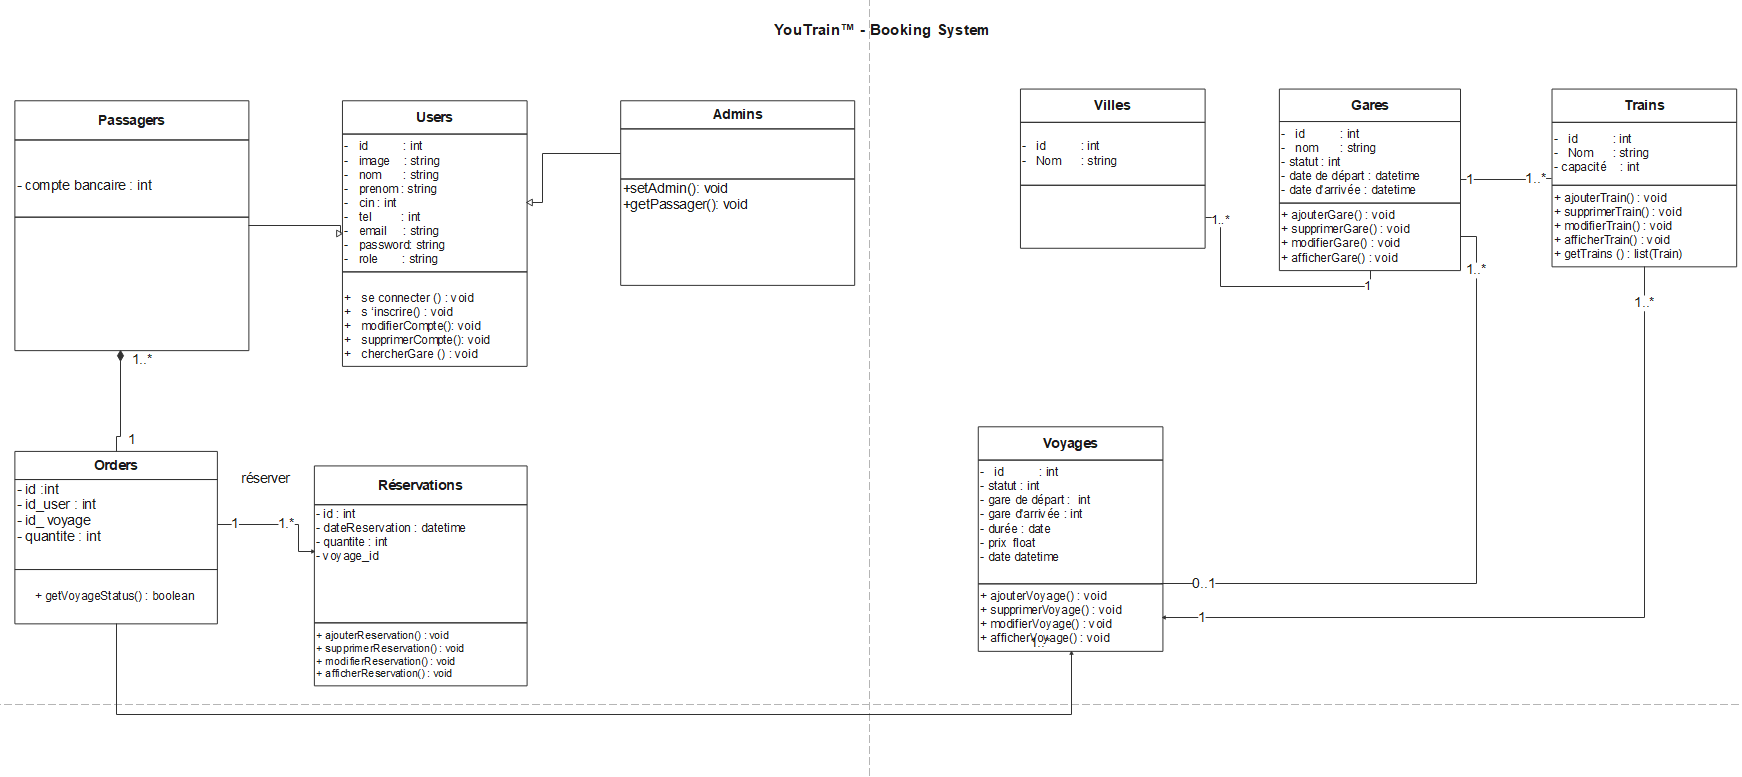 YouTrain™ - Booking System
Passagers
- compte bancaire : int
1..*
Users
- id : int
- image : string
- nom : string
- prenom : string
- cin : int
- tel : int
- email : string
- password: string
- role : string
+ se connecter () : void
+ s 'inscrire() : void
+ modifierCompte(): void
+ supprimerCompte(): void
+ chercherGare () : void
Admins
+setAdmin(): void
+getPassager(): void
Villes
- id : int
- Nom : string
1..*
Gares
- id : int
- nom : string
- statut : int
- date de départ : datetime
- date d'arrivée : datetime
+ ajouterGare() : void
+ supprimerGare() : void
+ modifierGare() : void
+ afficherGare() : void
1
1..*
1
1..*
Trains
- id : int
- Nom : string
- capacité : int
+ ajouterTrain() : void
+ supprimerTrain() : void
+ modifierTrain() : void
+ afficherTrain() : void
+ getTrains () : list(Train)
1..*
1
Orders
- id :int
- id_user : int
- id_voyage
- quantite : int
+ getVoyageStatus() : boolean
réserver
1
1..*
Réservations
- id : int
- dateReservation : datetime
- quantite : int
- voyage_id
+ ajouterReservation() : void
+ supprimerReservation() : void
+ modifierReservation() : void
+ afficherReservation() : void
Voyages
- id : int
- statut : int
- gare de départ : int
- gare d'arrivée : int
- durée : date
- prix float
- date datetime
+ ajouterVoyage() : void
+ supprimerVoyage() : void
+ modifierVoyage() : void
+ afficherVoyage() : void
1..*
0..1
1